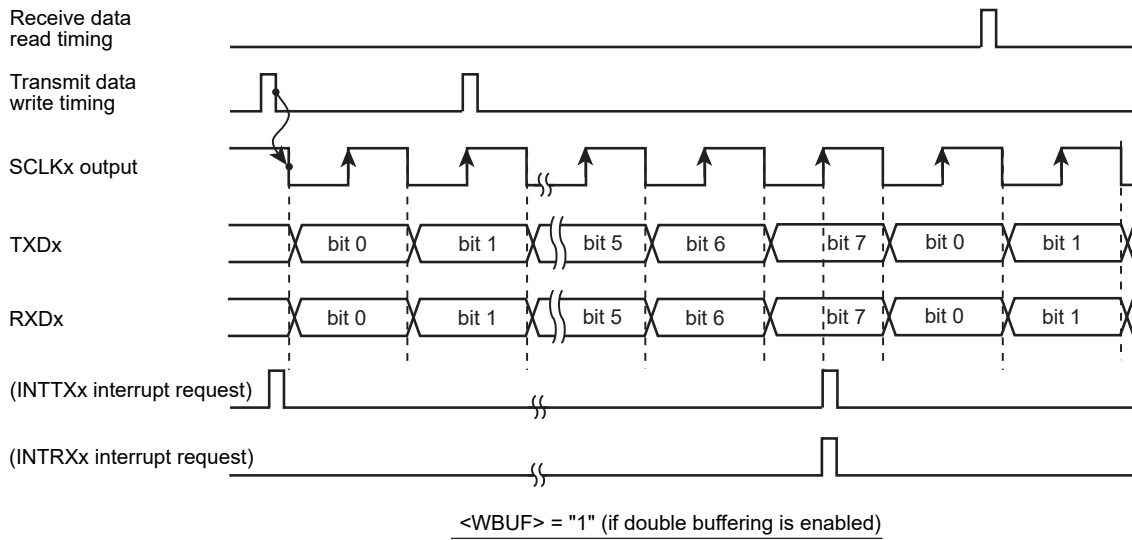 Receive data
read timing
Transmit data
write timing
SCLKx output
TXDx
bit 0 bit 1 bit 5 bit 6 bit 7 bit 0 bit 1
RXDx
bit 0 bit 1 bit 5 bit 6 bit 7 bit 0 bit 1
(INTTXx interrupt request)
(INTRXx interrupt request)
<WBUF> = "1" (if double buffering is enabled)